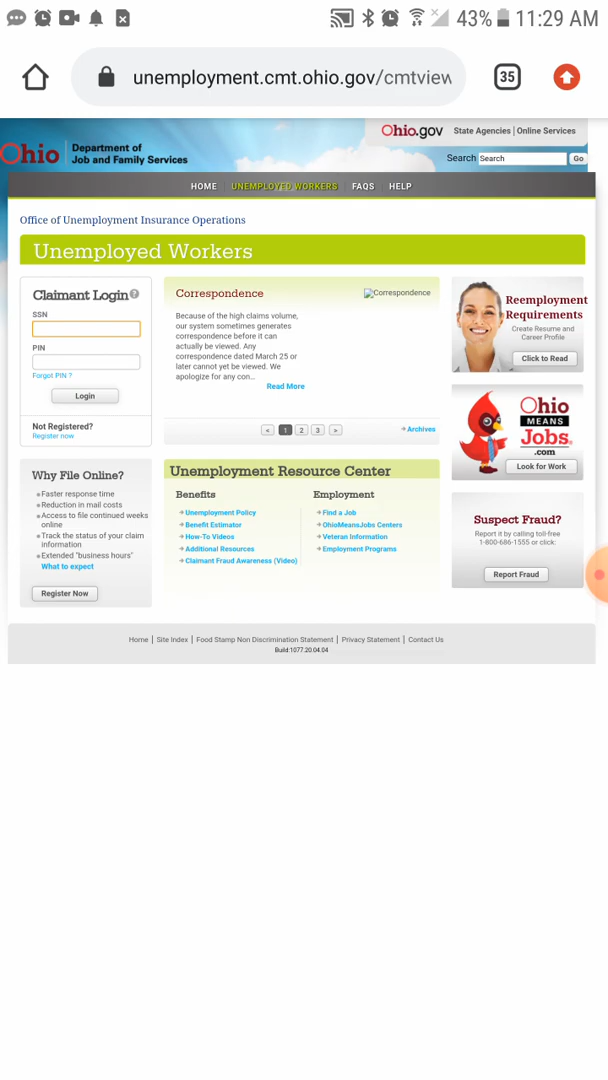 43% 11:29 AM
unemployment.cmt.ohio.gov/cmtview
35
Ohio.gov State Agencies | Online Services
Ohio Department of
Job and Family Services
Search Search Go
HOME UNEMPLOYED WORKERS FAQS HELP
Office of Unemployment Insurance Operations
Unemployed Workers
Claimant Login ?
SSN
PIN
Forgot PIN ?
Login
Not Registered?
Register now
Why File Online?
Faster response time
Reduction in mail costs
Access to file continued weeks
online
Track the status of your claim
information
Extended "business hours"
What to expect
Register Now
Correspondence
Correspondence
Because of the high claims volume,
our system sometimes generates
correspondence before it can
actually be viewed. Any
correspondence dated March 25 or
later cannot yet be viewed. We
apologize for any con...
Read More
< 1 2 3 >
Archives
Unemployment Resource Center
Benefits
Unemployment Policy
Benefit Estimator
How-To Videos
Additional Resources
Claimant Fraud Awareness (Video)
Employment
Find a Job
OhioMeansJobs Centers
Veteran Information
Employment Programs
Reemployment
Requirements
Create Resume and
Career Profile
Click to Read
Ohio
MEANS
Jobs
.com
Look for Work
Suspect Fraud?
Report it by calling toll-free
1-800-686-1555 or click:
Report Fraud
Home | Site Index | Food Stamp Non Discrimination Statement | Privacy Statement | Contact Us
Build:1077.20.04.04